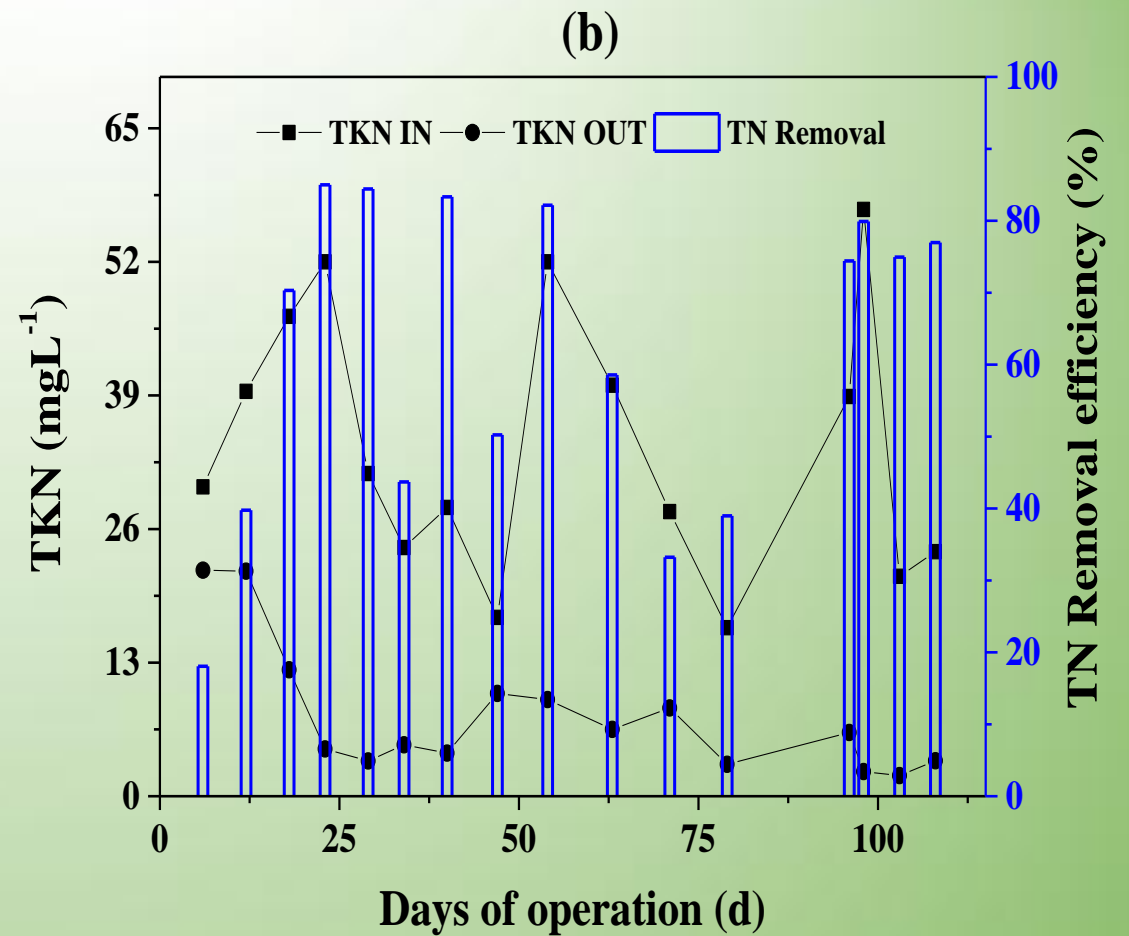 (b)
TKN IN TKN OUT TN Removal
TKN (mgL⁻¹)
65
52
39
26
13
0
0 25 50 75 100
Days of operation (d)
100
80
60
40
20
0
TN Removal efficiency (%)